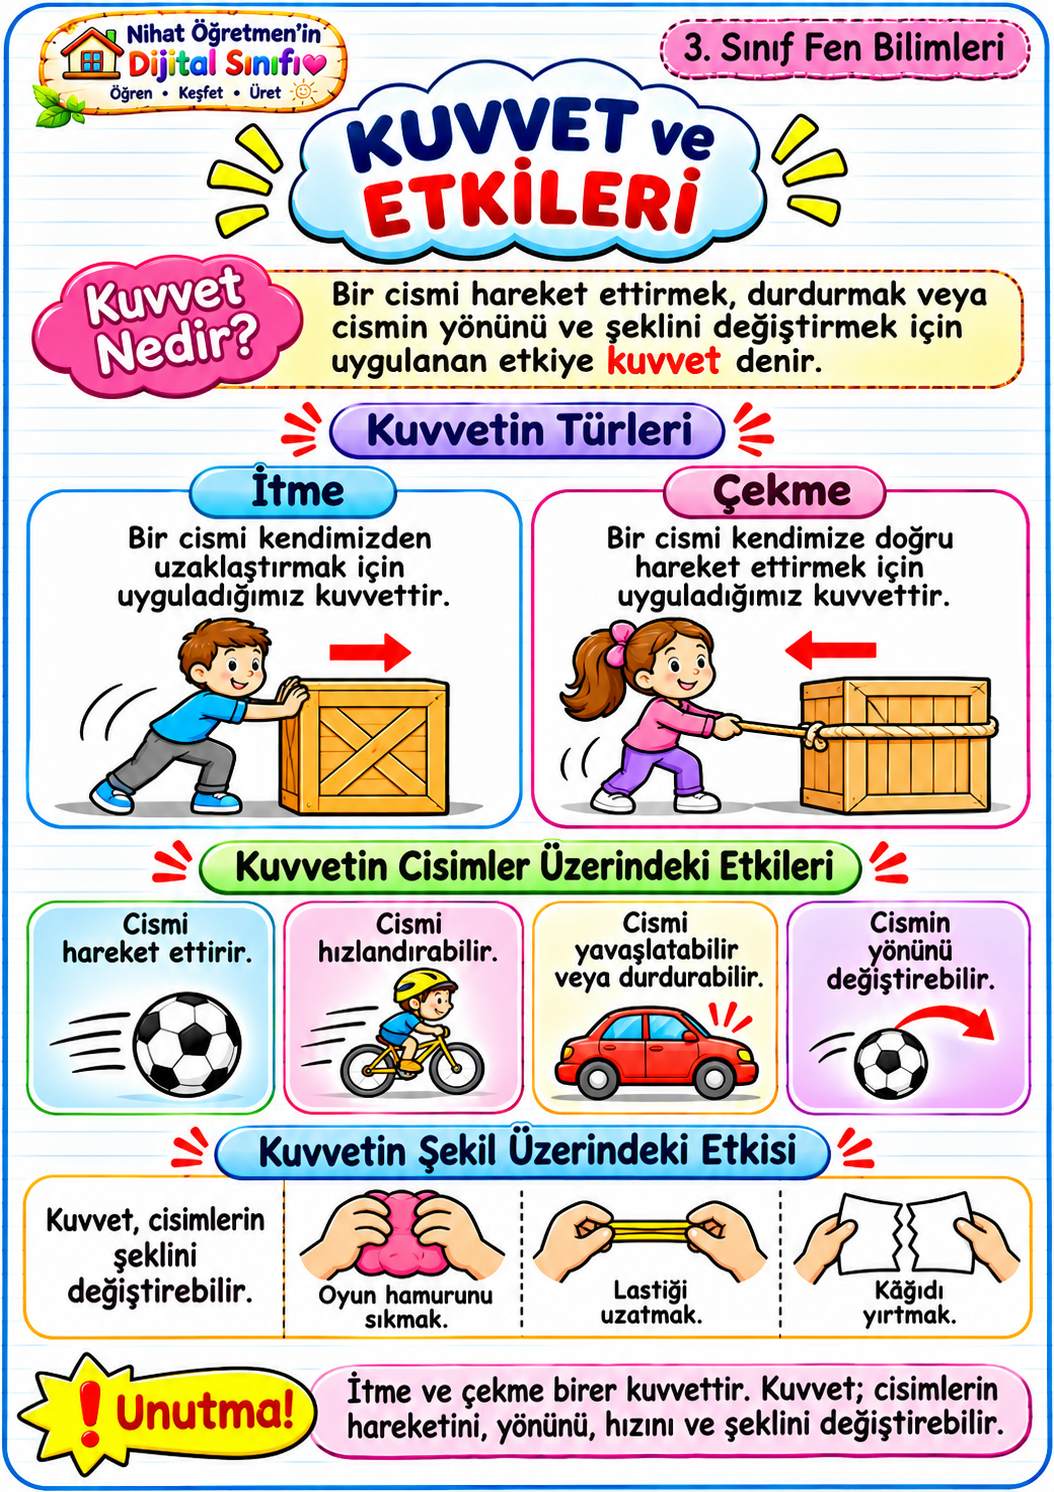 Nihat Öğretmen'in
Dijital Sınıfı
Öğren • Keşfet • Üret
3. Sınıf Fen Bilimleri
KUVVET ve
ETKİLERİ
Kuvvet
Nedir?
Bir cismi hareket ettirmek, durdurmak veya
cismin yönünü ve şeklini değiştirmek için
uygulanan etkiye kuvvet denir.
Kuvvetin Türleri
İtme
Bir cismi kendimizden
uzaklaştırmak için
uyguladığımız kuvvettir.
Çekme
Bir cismi kendimize doğru
hareket ettirmek için
uyguladığımız kuvvettir.
Kuvvetin Cisimler Üzerindeki Etkileri
Cismi
hareket ettirir.
Cismi
hızlandırabilir.
Cismi
yavaşlatabilir
veya durdurabilir.
Cismin
yönünü
değiştirebilir.
Kuvvetin Şekil Üzerindeki Etkisi
Kuvvet, cisimlerin
şeklini
değiştirebilir.
Oyun hamurunu
sıkmak.
Lastiği
uzatmak.
Kâğıdı
yırtmak.
Unutma!
İtme ve çekme birer kuvvettir. Kuvvet; cisimlerin
hareketini, yönünü, hızını ve şeklini değiştirebilir.